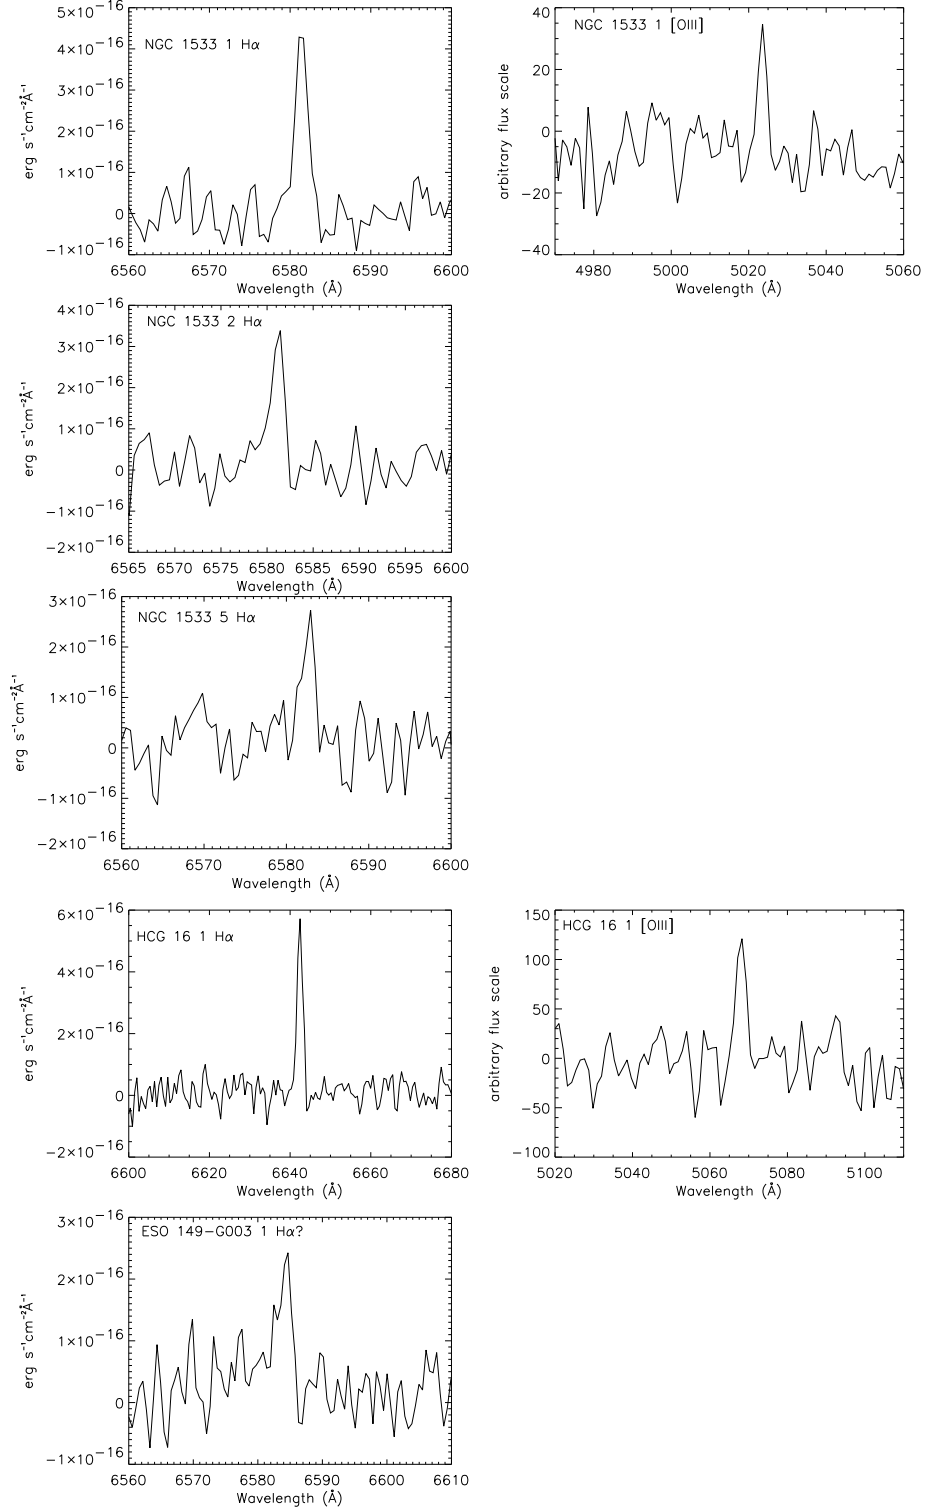 5×10−16
4×10−16
3×10−16
2×10−16
1×10−16
0
−1×10−16
erg s−1cm−2Å−1
NGC 1533 1 Hα
6560 6570 6580 6590 6600
Wavelength (Å)
40
20
0
−20
−40
arbitrary flux scale
NGC 1533 1 [OIII]
4980 5000 5020 5040 5060
Wavelength (Å)
4×10−16
3×10−16
2×10−16
1×10−16
0
−1×10−16
−2×10−16
erg s−1cm−2Å−1
NGC 1533 2 Hα
6565 6570 6575 6580 6585 6590 6595 6600
Wavelength (Å)
3×10−16
2×10−16
1×10−16
0
−1×10−16
−2×10−16
erg s−1cm−2Å−1
NGC 1533 5 Hα
6560 6570 6580 6590 6600
Wavelength (Å)
6×10−16
4×10−16
2×10−16
0
−2×10−16
erg s−1cm−2Å−1
HCG 16 1 Hα
6600 6620 6640 6660 6680
Wavelength (Å)
150
100
50
0
−50
−100
arbitrary flux scale
HCG 16 1 [OIII]
5020 5040 5060 5080 5100
Wavelength (Å)
3×10−16
2×10−16
1×10−16
0
−1×10−16
erg s−1cm−2Å−1
ESO 149−G003 1 Hα?
6560 6570 6580 6590 6600 6610
Wavelength (Å)